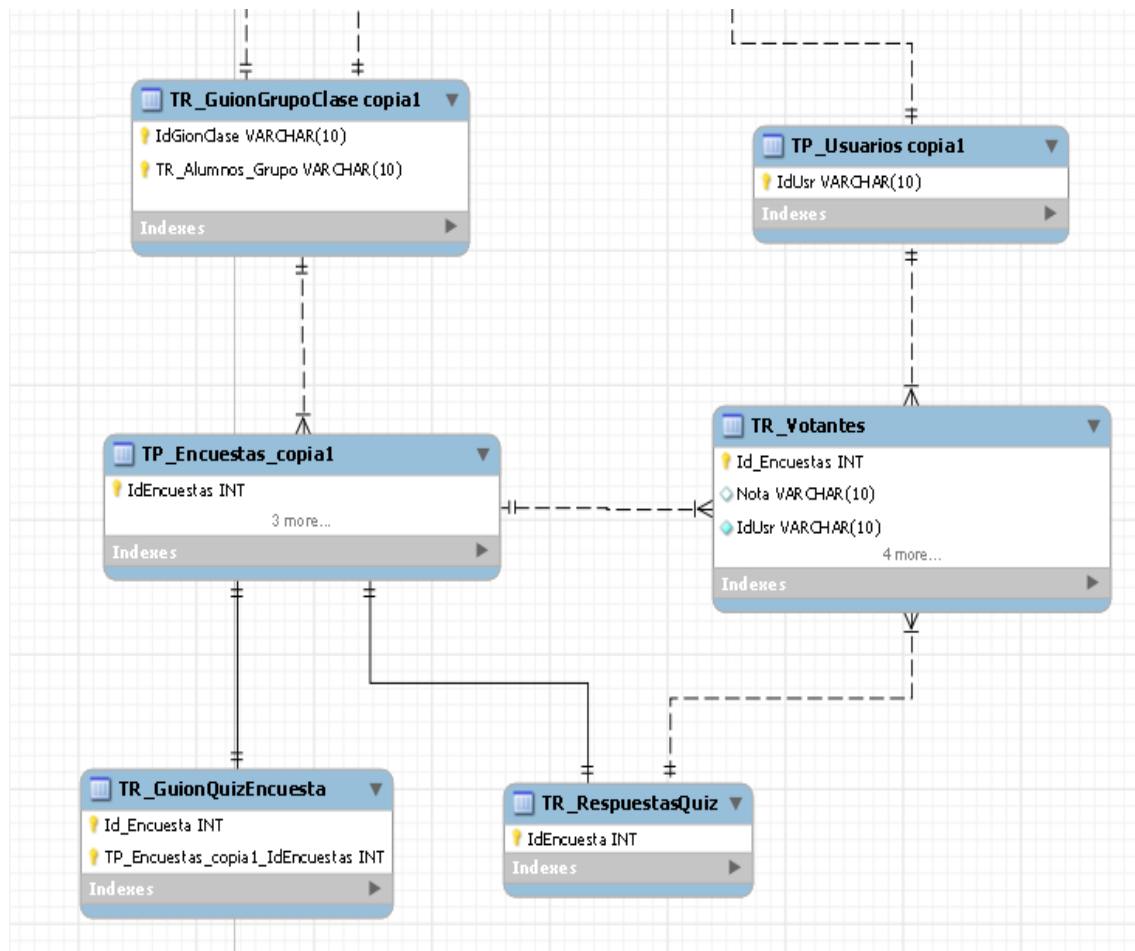 TR_GuionGrupoClase copia1
IdGionClase VARCHAR(10)
TR_Alumnos_Grupo VARCHAR(10)
Indexes
TP_Usuarios copia1
IdUsr VARCHAR(10)
Indexes
TP_Encuestas_copia1
IdEncuestas INT
3 more...
Indexes
TR_Votantes
Id_Encuestas INT
Nota VARCHAR(10)
IdUsr VARCHAR(10)
4 more...
Indexes
TR_GuionQuizEncuesta
Id_Encuesta INT
TP_Encuestas_copia1_IdEncuestas INT
Indexes
TR_RespuestasQuiz
IdEncuesta INT
Indexes